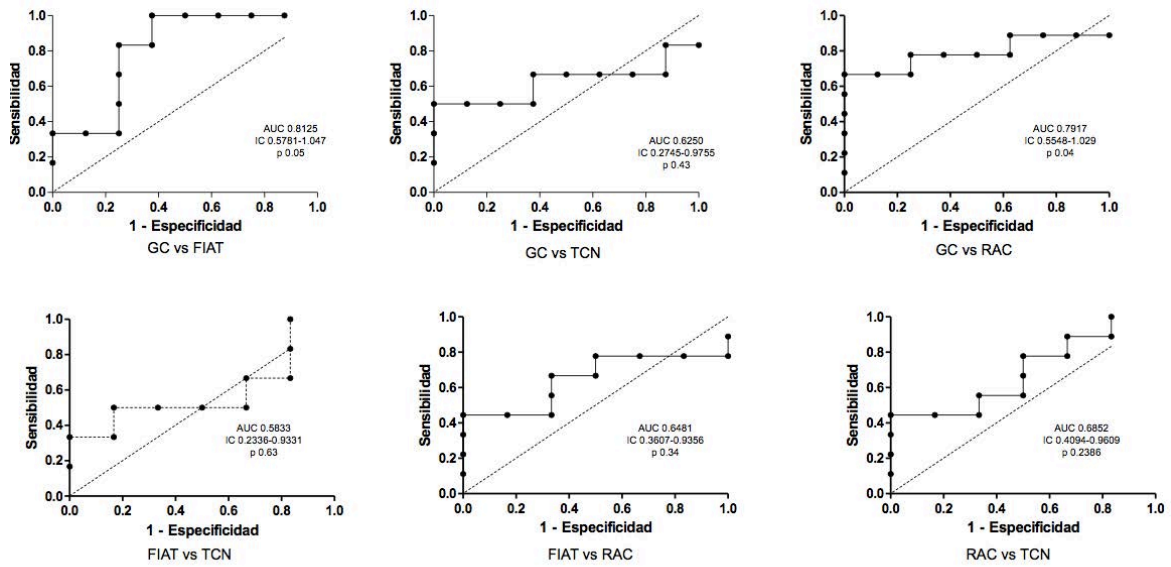 Sensibilidad
1.0
0.8
0.6
0.4
0.2
0.0
AUC 0.8125
IC 0.5781-1.047
p 0.05
0.0 0.2 0.4 0.6 0.8 1.0
1 - Especificidad
GC vs FIAT
Sensibilidad
1.0
0.8
0.6
0.4
0.2
0.0
AUC 0.6250
IC 0.2745-0.9755
p 0.43
0.0 0.2 0.4 0.6 0.8 1.0
1 - Especificidad
GC vs TCN
Sensibilidad
1.0
0.8
0.6
0.4
0.2
0.0
AUC 0.7917
IC 0.5548-1.029
p 0.04
0.0 0.2 0.4 0.6 0.8 1.0
1 - Especificidad
GC vs RAC
Sensibilidad
1.0
0.8
0.6
0.4
0.2
0.0
AUC 0.5833
IC 0.2336-0.9331
p 0.63
0.0 0.2 0.4 0.6 0.8 1.0
1 - Especificidad
FIAT vs TCN
Sensibilidad
1.0
0.8
0.6
0.4
0.2
0.0
AUC 0.6481
IC 0.3607-0.9356
p 0.34
0.0 0.2 0.4 0.6 0.8 1.0
1 - Especificidad
FIAT vs RAC
Sensibilidad
1.0
0.8
0.6
0.4
0.2
0.0
AUC 0.6852
IC 0.4094-0.9609
p 0.2386
0.0 0.2 0.4 0.6 0.8 1.0
1 - Especificidad
RAC vs TCN